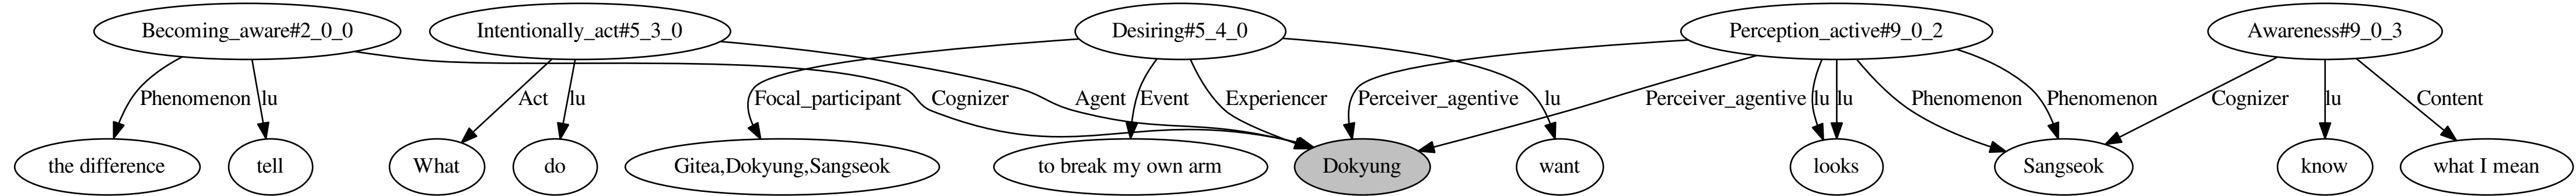 Becoming_aware#2_0_0 Intentionally_act#5_3_0 Desiring#5_4_0 Perception_active#9_0_2 Awareness#9_0_3
Phenomenon lu Act lu Focal_participant Cognizer Agent Event Experiencer Perceiver_agentive lu Perceiver_agentive lu lu Phenomenon Phenomenon Cognizer lu Content
the difference tell What do Gitea,Dokyung,Sangseok to break my own arm Dokyung want looks Sangseok know what I mean